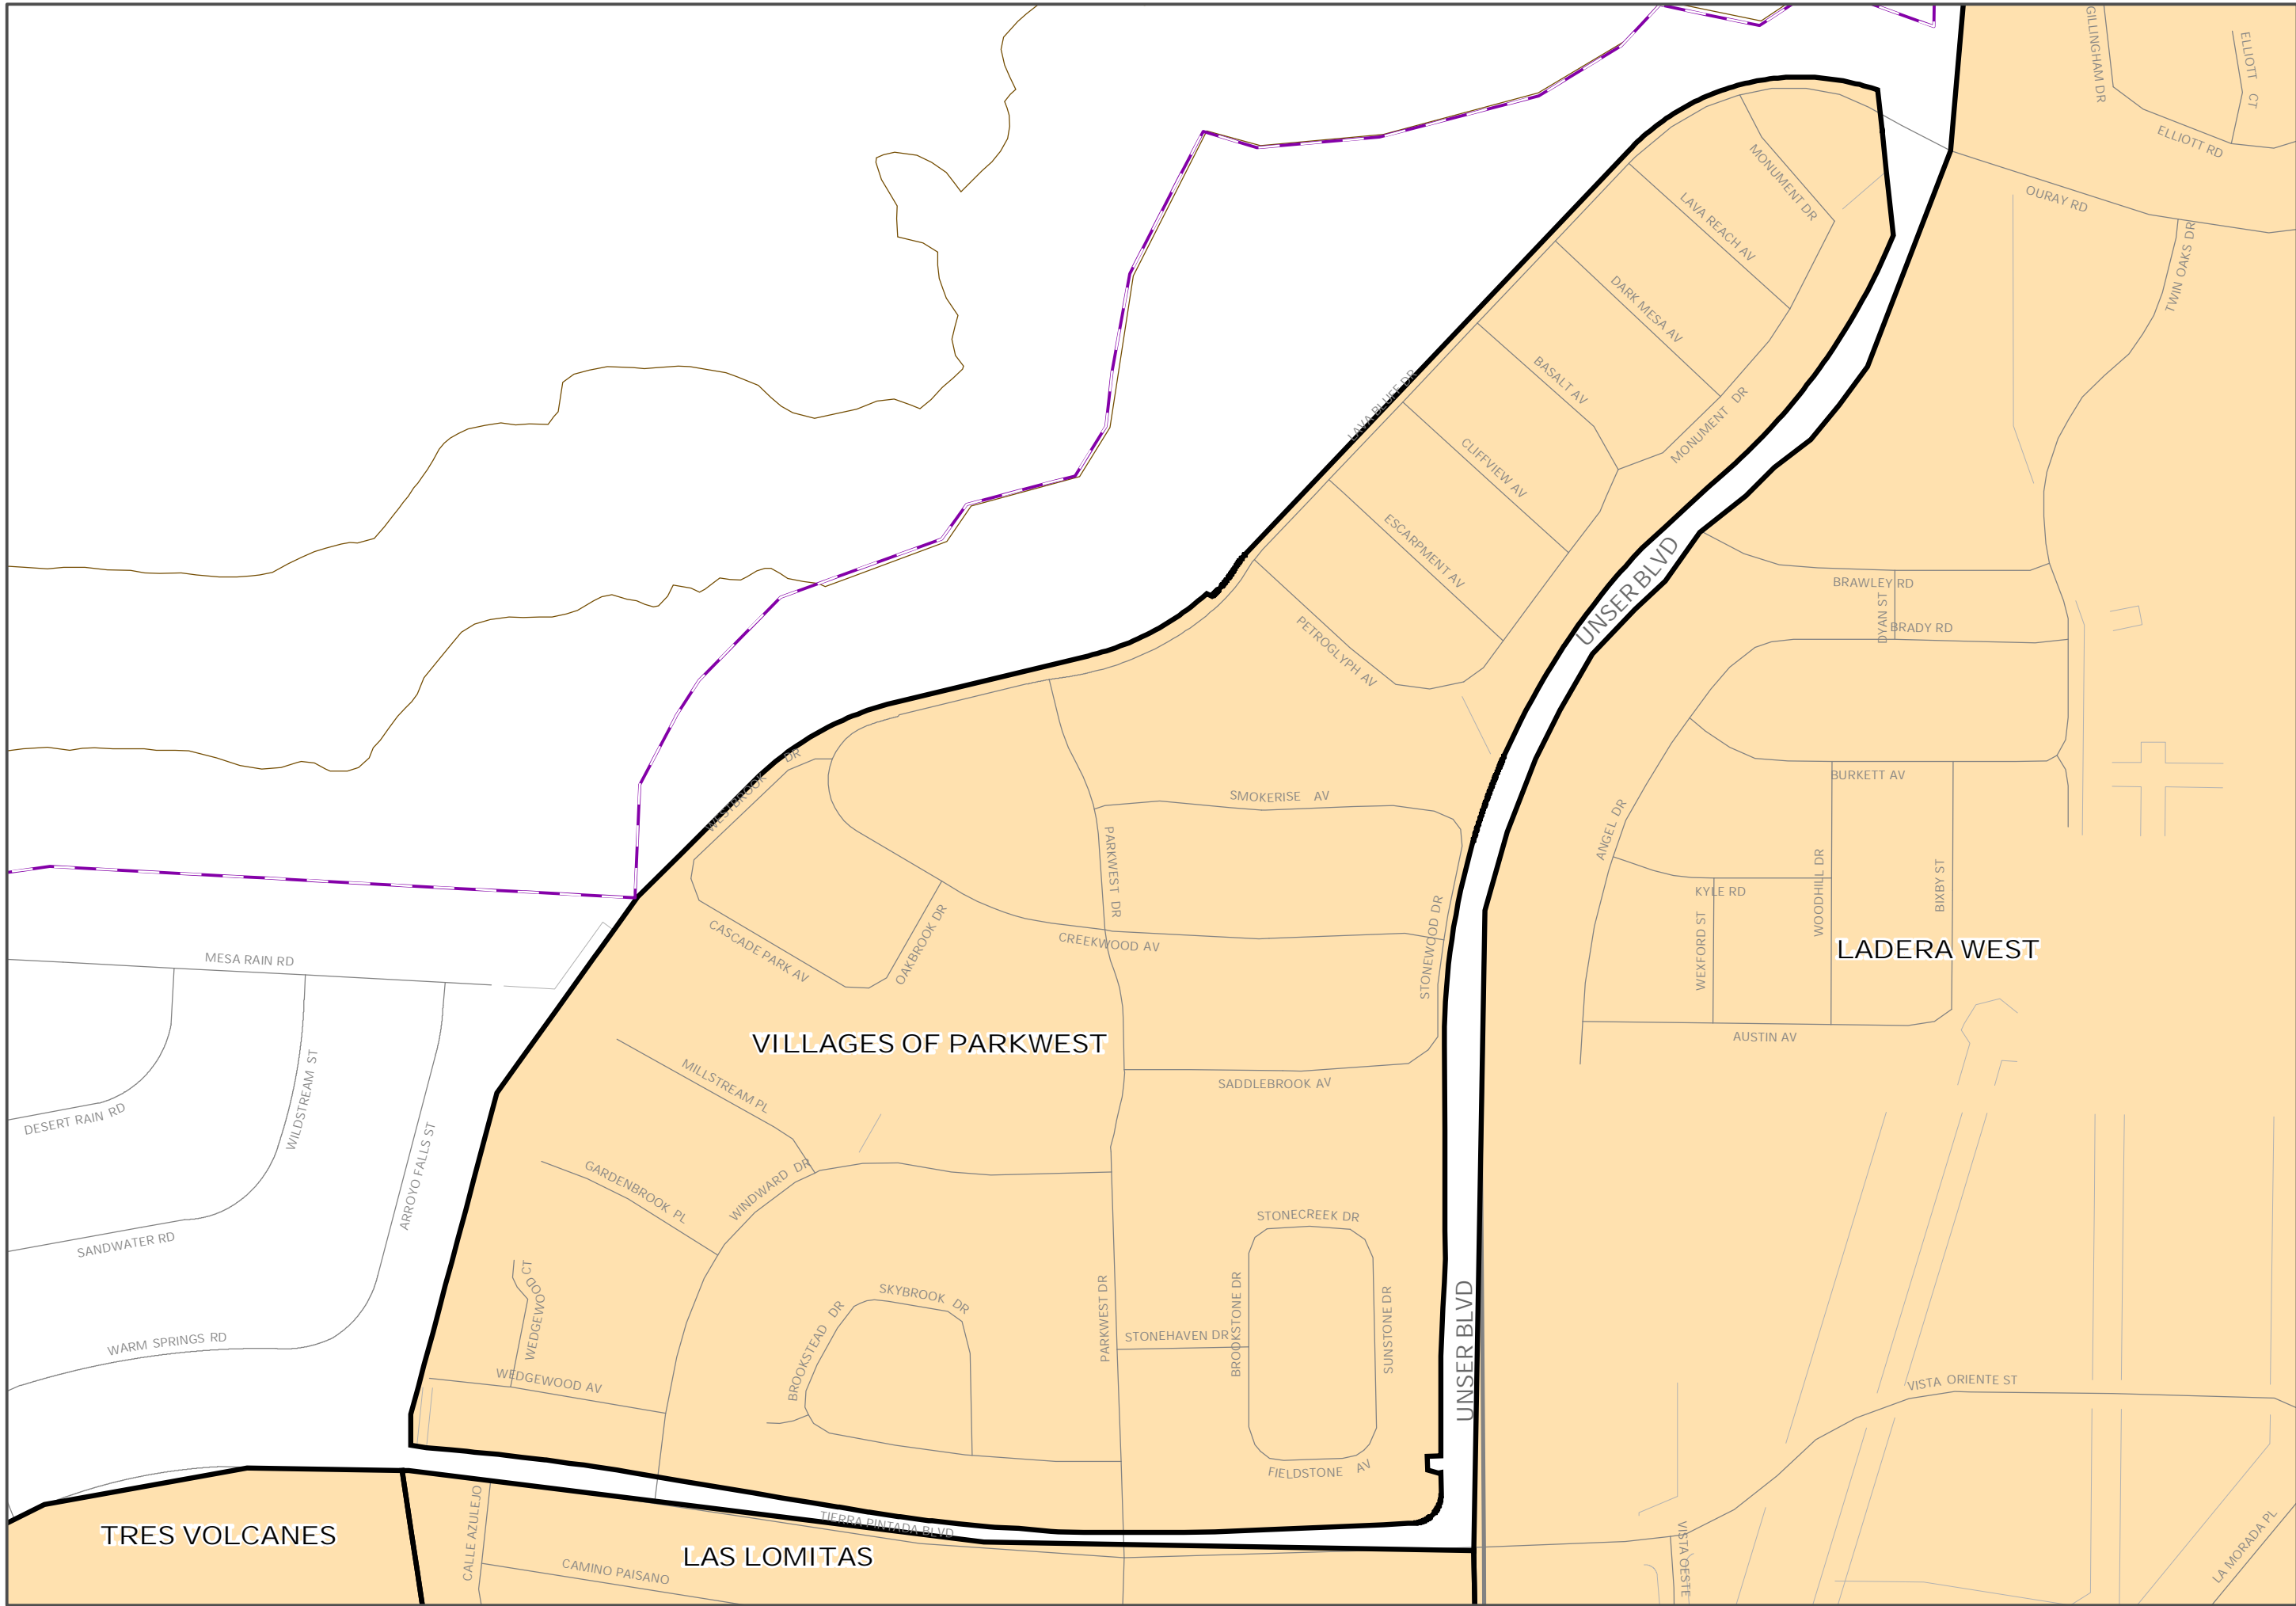 GILLINGHAM DR
ELLIOTT CT
ELLIOTT RD
OURAY RD
TWIN OAKS DR
MONUMENT DR
LAVA REACH AV
DARK MESA AV
BASALT AV
LAVA BLUFF DR
MONUMENT DR
CLIFFVIEW AV
ESCARPMENT AV
PETROGLYPH AV
UNSER BLVD
BRAWLEY RD
DYAN ST
BRADY RD
BURKETT AV
ANGEL DR
KYLE RD
WOODHILL DR
BIXBY ST
WEXFORD ST
LADERA WEST
AUSTIN AV
WESTBROOK DR
SMOKERISE AV
PARKWEST DR
CASCADE PARK AV
OAKBROOK DR
CREEKWOOD AV
STONEWOOD DR
MESA RAIN RD
VILLAGES OF PARKWEST
SADDLEBROOK AV
MILLSTREAM PL
DESERT RAIN RD
WILDSTREAM ST
ARROYO FALLS ST
GARDENBROOK PL
WINDWARD DR
SANDWATER RD
STONECREEK DR
WEDGEWOOD CT
SKYBROOK DR
BROOKSTEAD DR
PARKWEST DR
STONEHAVEN DR
BROOKSTONE DR
SUNSTONE DR
UNSER BLVD
WARM SPRINGS RD
WEDGEWOOD AV
VISTA ORIENTE ST
FIELDSTONE AV
TRES VOLCANES
CALLE AZULEJO
TIERRA PINTADA BLVD
LAS LOMITAS
CAMINO PAISANO
VISTA OESTE
LA MORADA PL